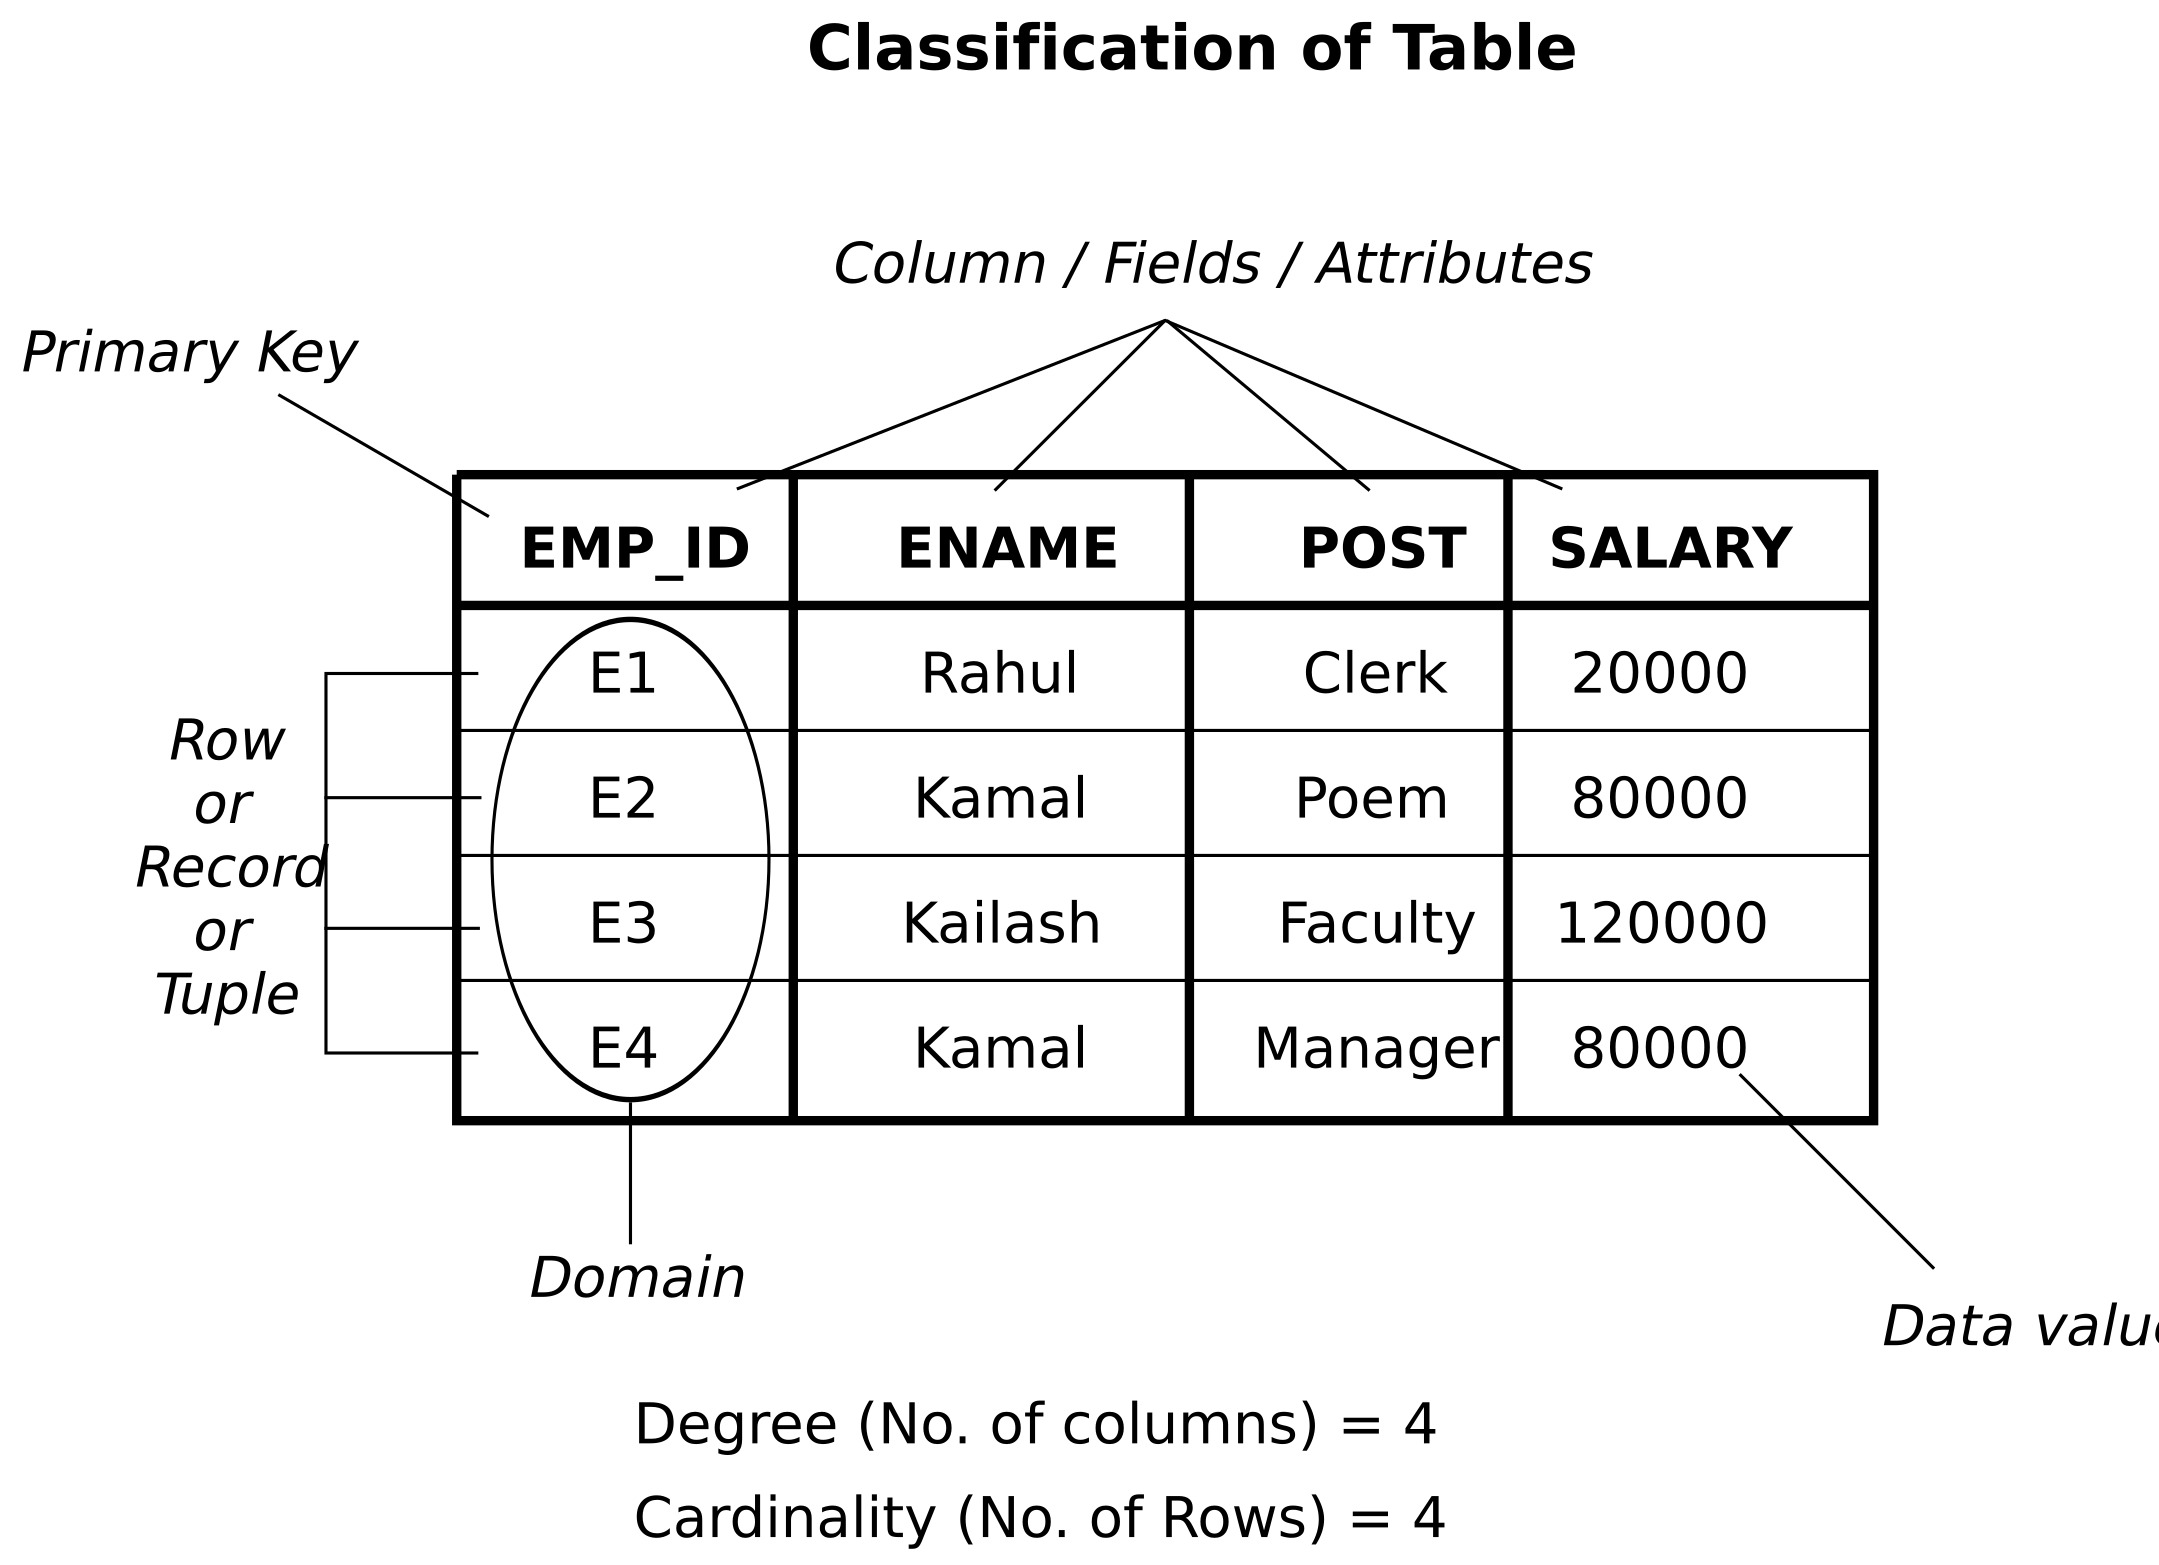 Classification of Table
Column / Fields / Attributes
Primary Key
EMP_ID ENAME POST SALARY
E1 Rahul Clerk 20000
E2 Kamal Poem 80000
E3 Kailash Faculty 120000
E4 Kamal Manager 80000
Row
or
Record
or
Tuple
Domain
Data
Degree (No. of columns) = 4
Cardinality (No. of Rows) = 4